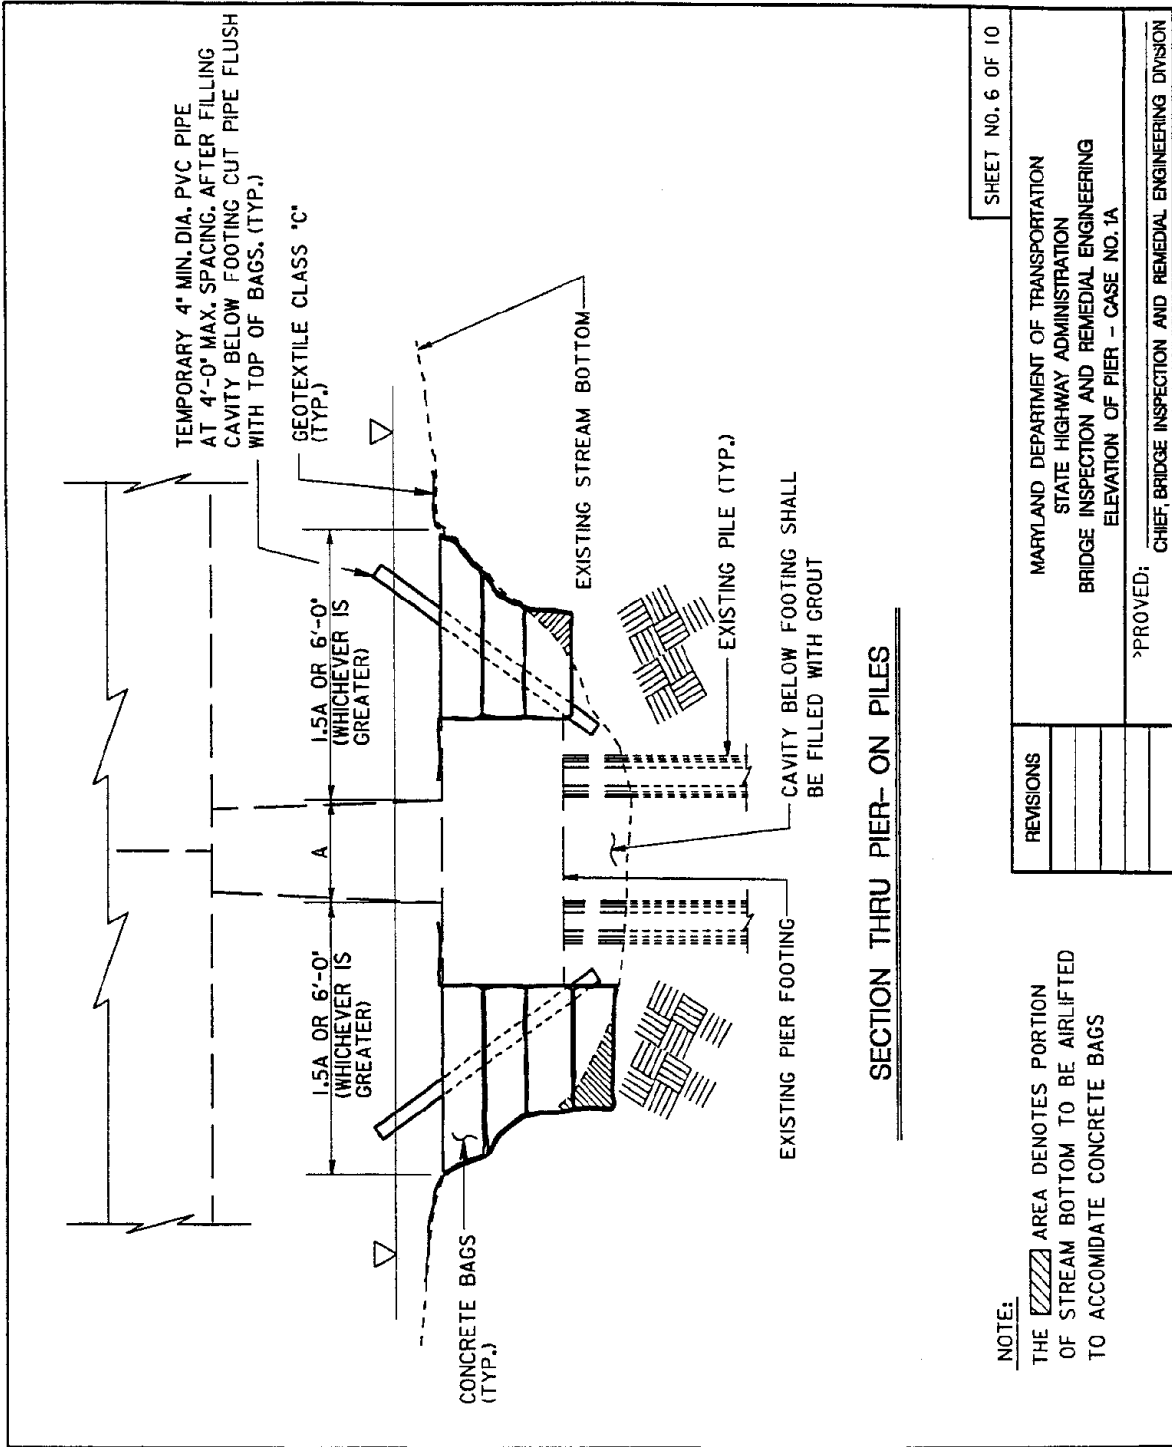 TEMPORARY 4" MIN. DIA. PVC PIPE
AT 4'-0" MAX. SPACING. AFTER FILLING
CAVITY BELOW FOOTING CUT PIPE FLUSH
WITH TOP OF BAGS. (TYP.)
GEOTEXTILE CLASS "C"
(TYP.)
1.5A OR 6'-0"
(WHICHEVER IS
GREATER)
A
1.5A OR 6'-0"
(WHICHEVER IS
GREATER)
CONCRETE BAGS
(TYP.)
EXISTING STREAM BOTTOM
EXISTING PILE (TYP.)
CAVITY BELOW FOOTING SHALL
BE FILLED WITH GROUT
EXISTING PIER FOOTING
SECTION THRU PIER- ON PILES
NOTE:
THE AREA DENOTES PORTION
OF STREAM BOTTOM TO BE AIRLIFTED
TO ACCOMIDATE CONCRETE BAGS
SHEET NO. 6 OF 10
REVISIONS
MARYLAND DEPARTMENT OF TRANSPORTATION
STATE HIGHWAY ADMINISTRATION
BRIDGE INSPECTION AND REMEDIAL ENGINEERING
ELEVATION OF PIER - CASE NO. 1A
PROVED:
CHIEF, BRIDGE INSPECTION AND REMEDIAL ENGINEERING DIVISION